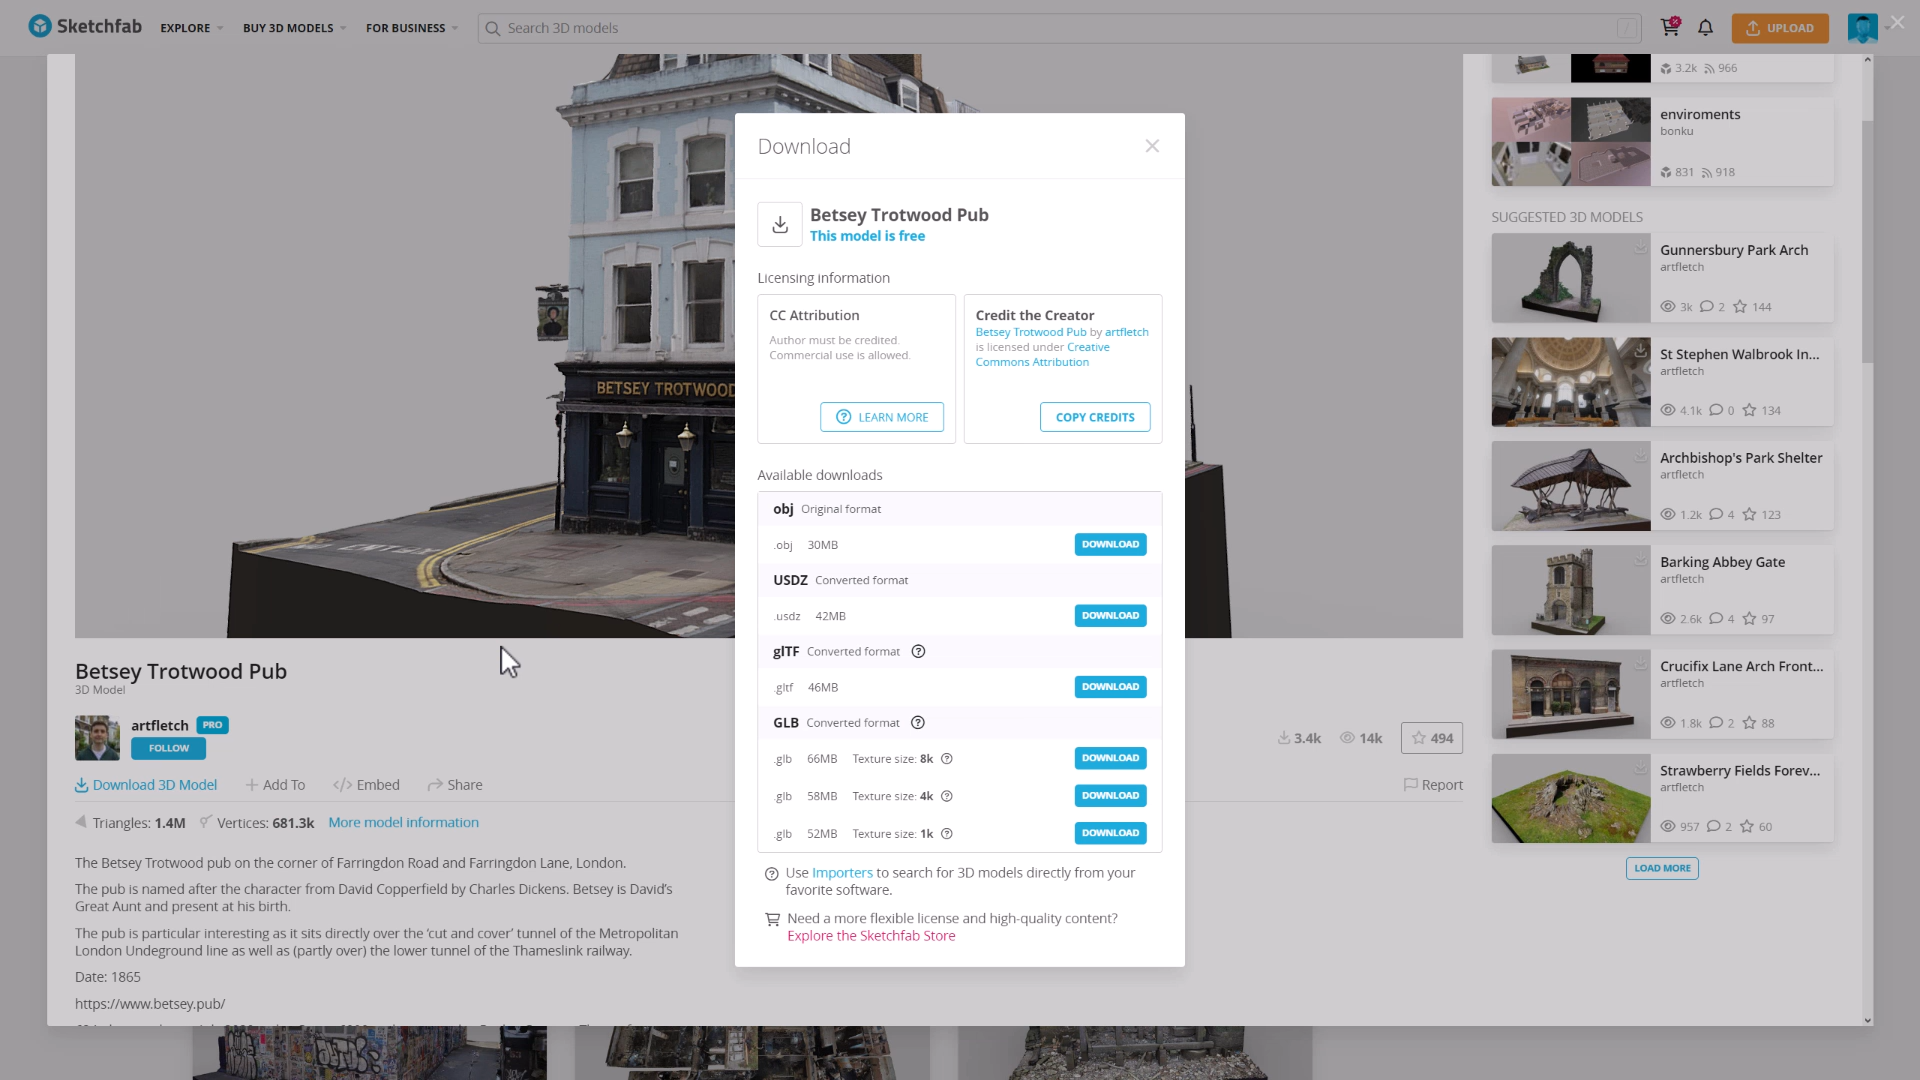 Sketchfab EXPLORE BUY 3D MODELS FOR BUSINESS Search 3D models / UPLOAD
3.2k 966
enviroments
bonku
831 918
SUGGESTED 3D MODELS
Gunnersbury Park Arch
artfletch
3k 2 144
St Stephen Walbrook In...
artfletch
4.1k 0 134
Archbishop's Park Shelter
artfletch
1.2k 4 123
Barking Abbey Gate
artfletch
2.6k 4 97
Crucifix Lane Arch Front...
artfletch
1.8k 2 88
Strawberry Fields Forev...
artfletch
957 2 60
LOAD MORE
BETSEY TROTWOOD
Download
Betsey Trotwood Pub
This model is free
Licensing information
CC Attribution
Author must be credited.
Commercial use is allowed.
LEARN MORE
Credit the Creator
Betsey Trotwood Pub by artfletch
is licensed under Creative
Commons Attribution
COPY CREDITS
Available downloads
obj Original format
.obj 30MB DOWNLOAD
USDZ Converted format
.usdz 42MB DOWNLOAD
glTF Converted format
.gltf 46MB DOWNLOAD
GLB Converted format
.glb 66MB Texture size: 8k DOWNLOAD
.glb 58MB Texture size: 4k DOWNLOAD
.glb 52MB Texture size: 1k DOWNLOAD
Use Importers to search for 3D models directly from your
favorite software.
Need a more flexible license and high-quality content?
Explore the Sketchfab Store
Betsey Trotwood Pub
3D Model
artfletch PRO
FOLLOW
3.4k 14k 494
Download 3D Model Add To Embed Share Report
Triangles: 1.4M Vertices: 681.3k More model information
The Betsey Trotwood pub on the corner of Farringdon Road and Farringdon Lane, London.
The pub is named after the character from David Copperfield by Charles Dickens. Betsey is David's
Great Aunt and present at his birth.
The pub is particular interesting as it sits directly over the ‘cut and cover’ tunnel of the Metropolitan
London Undeground line as well as (partly over) the lower tunnel of the Thameslink railway.
Date: 1865
https://www.betsey.pub/